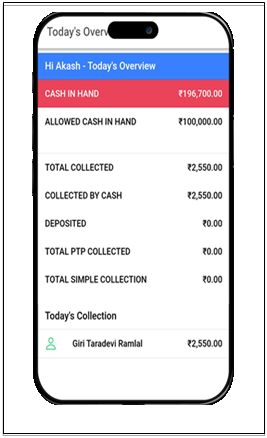 Today's Overv
Hi Akash - Today's Overview
CASH IN HAND ₹196,700.00
ALLOWED CASH IN HAND ₹100,000.00
TOTAL COLLECTED ₹2,550.00
COLLECTED BY CASH ₹2,550.00
DEPOSITED ₹0.00
TOTAL PTP COLLECTED ₹0.00
TOTAL SIMPLE COLLECTION ₹0.00
Today's Collection
Giri Taradevi Ramlal ₹2,550.00